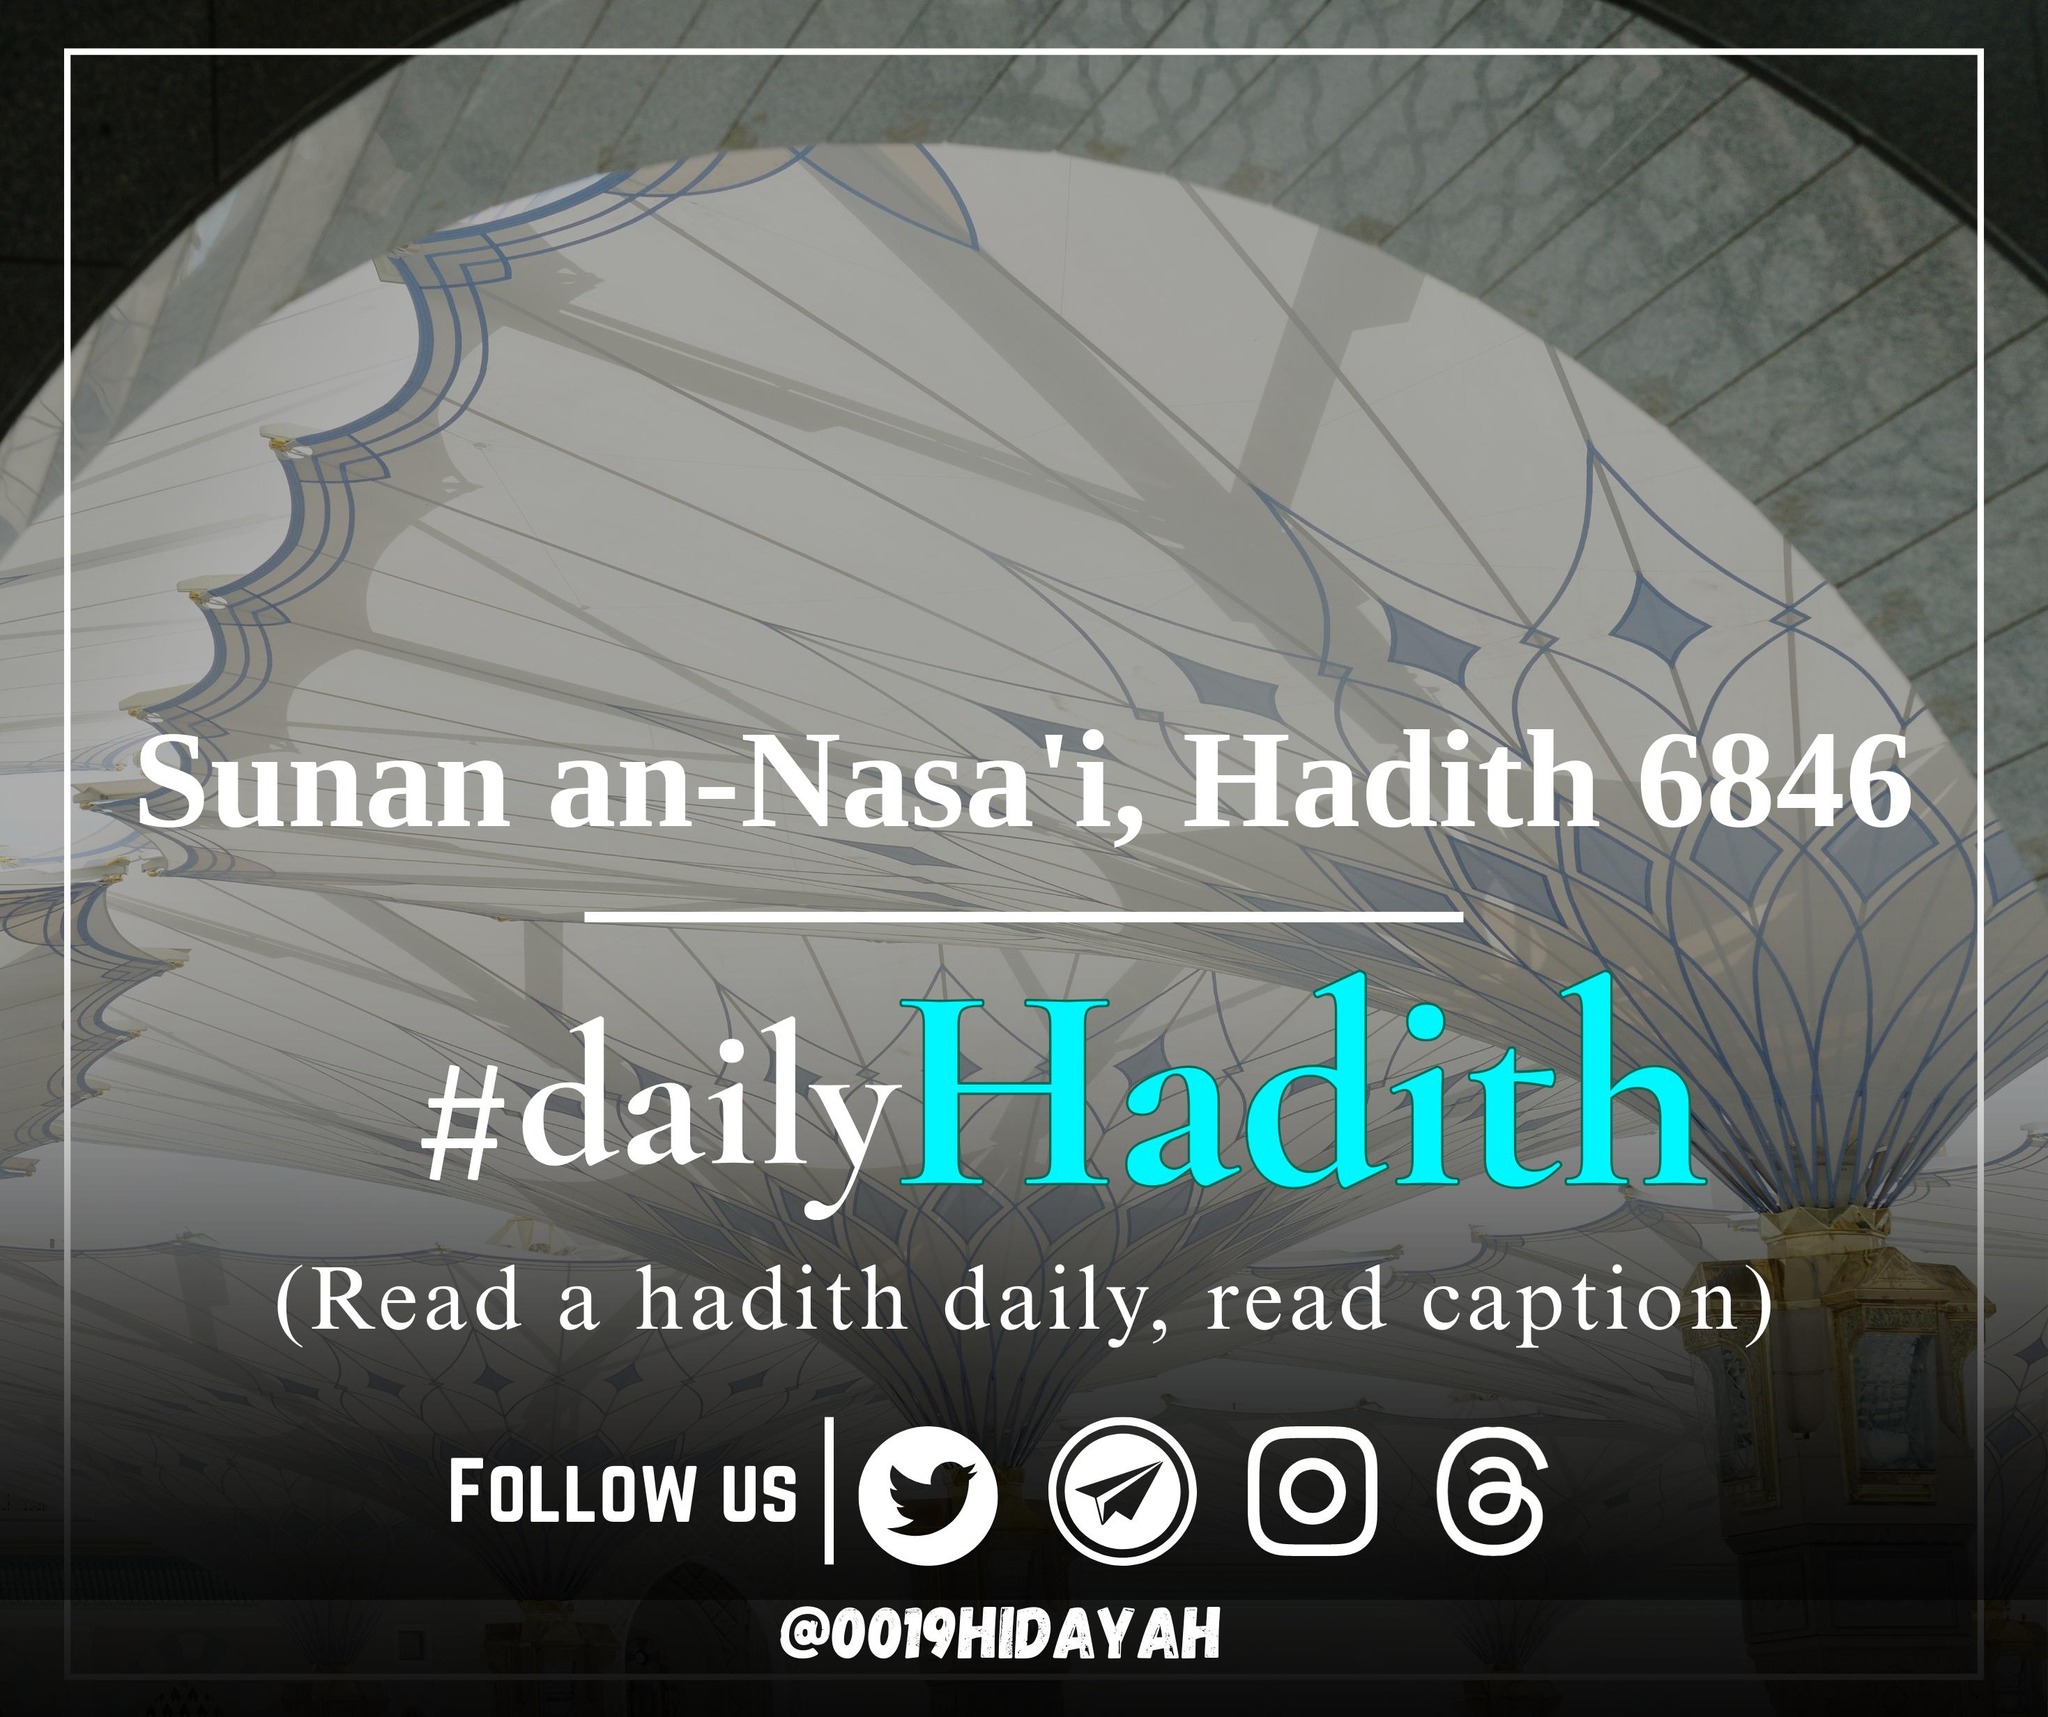 Sunan an-Nasa'i, Hadith 6846
#dailyHadith
(Read a hadith daily, read caption)
Follow us
@0019HIDAYAH